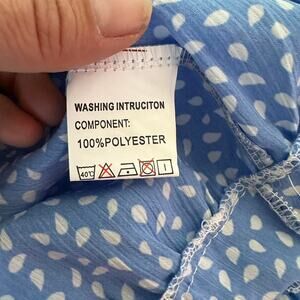 WASHING INTRUCITON
COMPONENT:
100%POLYESTER
40℃